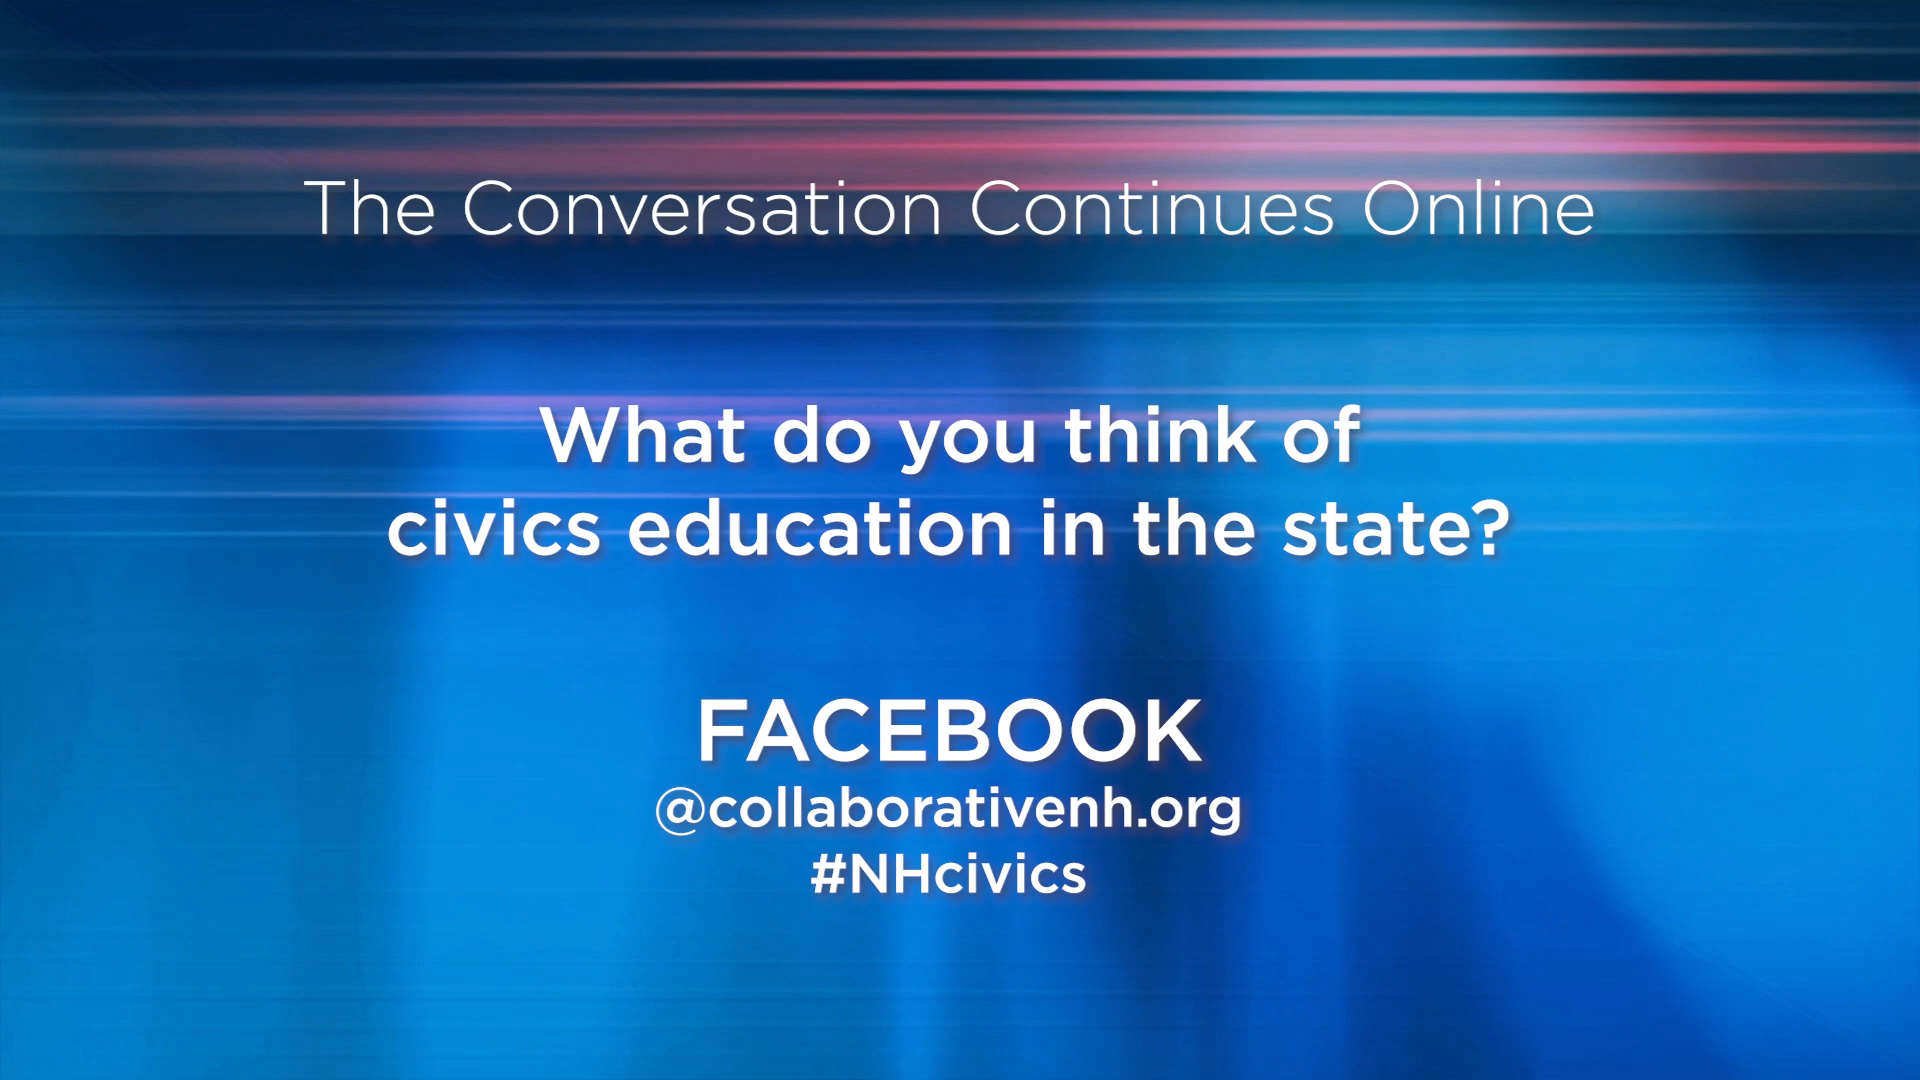 The Conversation Continues Online
What do you think of
civics education in the state?
FACEBOOK
@collaborativenh.org
#NHcivics